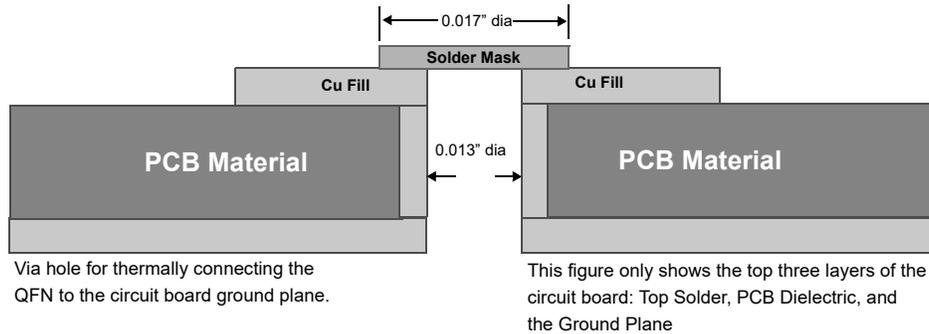 0.017” dia
Solder Mask
Cu Fill
Cu Fill
PCB Material
0.013” dia
PCB Material
Via hole for thermally connecting the
QFN to the circuit board ground plane.
This figure only shows the top three layers of the
circuit board: Top Solder, PCB Dielectric, and
the Ground Plane